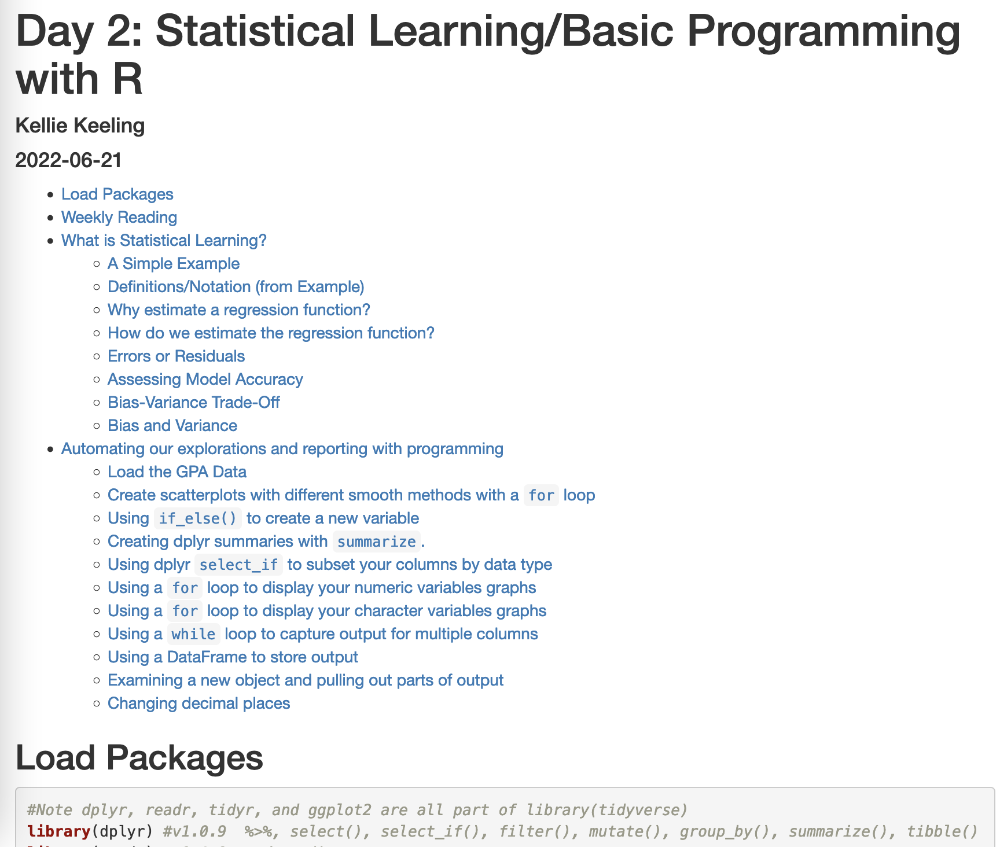 Day 2: Statistical Learning/Basic Programming
with R
Kellie Keeling
2022-06-21
Load Packages
Weekly Reading
What is Statistical Learning?
A Simple Example
Definitions/Notation (from Example)
Why estimate a regression function?
How do we estimate the regression function?
Errors or Residuals
Assessing Model Accuracy
Bias-Variance Trade-Off
Bias and Variance
Automating our explorations and reporting with programming
Load the GPA Data
Create scatterplots with different smooth methods with a for loop
Using if_else() to create a new variable
Creating dplyr summaries with summarize.
Using dplyr select_if to subset your columns by data type
Using a for loop to display your numeric variables graphs
Using a for loop to display your character variables graphs
Using a while loop to capture output for multiple columns
Using a DataFrame to store output
Examining a new object and pulling out parts of output
Changing decimal places
Load Packages
#Note dplyr, readr, tidyr, and ggplot2 are all part of library(tidyverse)
library(dplyr) #v1.0.9  %>%, select(), select_if(), filter(), mutate(), group_by(), summarize(), tibble()